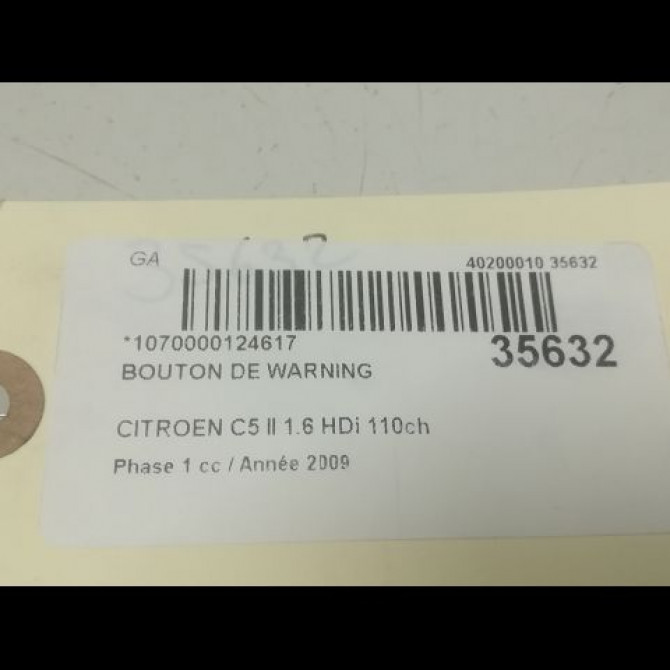 GA
40200010 35632
*1070000124617
35632
BOUTON DE WARNING
CITROEN C5 II 1.6 HDi 110ch
Phase 1 cc / Année 2009